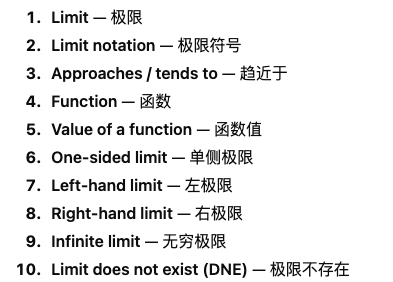 1. Limit — 极限
2. Limit notation — 极限符号
3. Approaches / tends to — 趋近于
4. Function — 函数
5. Value of a function — 函数值
6. One-sided limit — 单侧极限
7. Left-hand limit — 左极限
8. Right-hand limit — 右极限
9. Infinite limit — 无穷极限
10. Limit does not exist (DNE) — 极限不存在